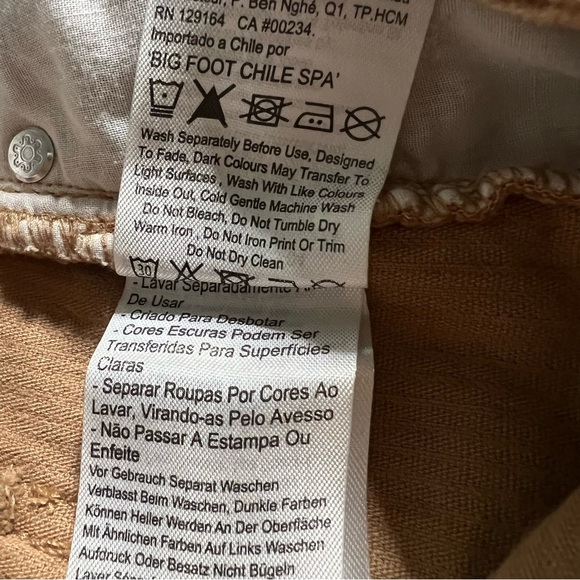 P. Bến Nghé, Q1, TP.HCM
RN 129164 CA #00234.
Importado a Chile por
'BIG FOOT CHILE SPA'
Wash Separately Before Use, Designed
To Fade, Dark Colours May Transfer To
Light Surfaces , Wash With Like Colours
Inside Out, Cold Gentle Machine Wash
Do Not Bleach, Do Not Tumble Dry
Warm Iron , Do Not Iron Print Or Trim
Do Not Dry Clean
30
- Lavar Separadamente
De Usar
- Criado Para Desbotar
- Cores Escuras Podem Ser
Transferidas Para Superfícies
Claras
- Separar Roupas Por Cores Ao
Lavar, Virando-as Pelo Avesso
- Não Passar A Estampa Ou
Enfeite
Vor Gebrauch Separat Waschen
Verblasst Beim Waschen, Dunkle Farben
Können Heller Werden An Der Oberfläche
Mit Ähnlichen Farben Auf Links Waschen
Aufdruck Oder Besatz Nicht Bügeln